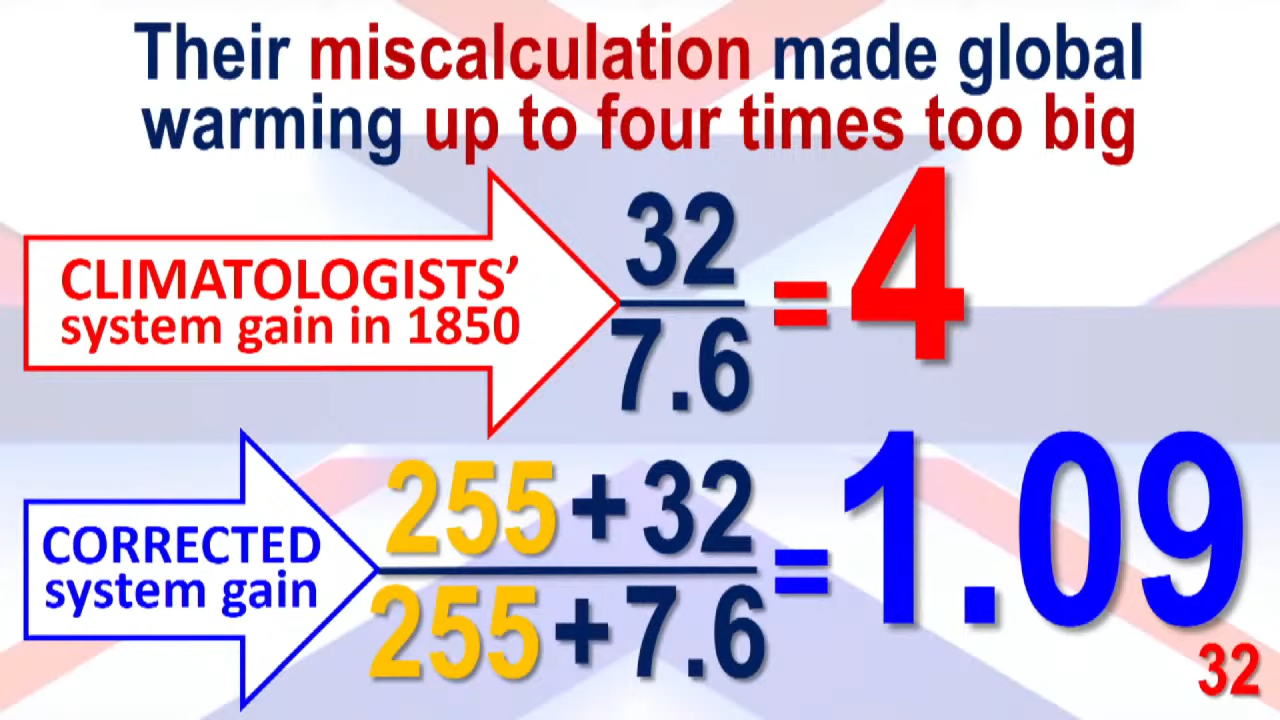 Their miscalculation made global
warming up to four times too big
CLIMATOLOGISTS'
system gain in 1850
32
7.6
= 4
CORRECTED
system gain
255 + 32
255 + 7.6
= 1.09
32